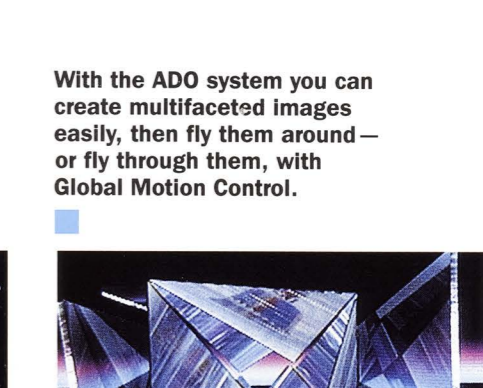 With the ADO system you can
create multifaceted images
easily, then fly them around—
or fly through them, with
Global Motion Control.